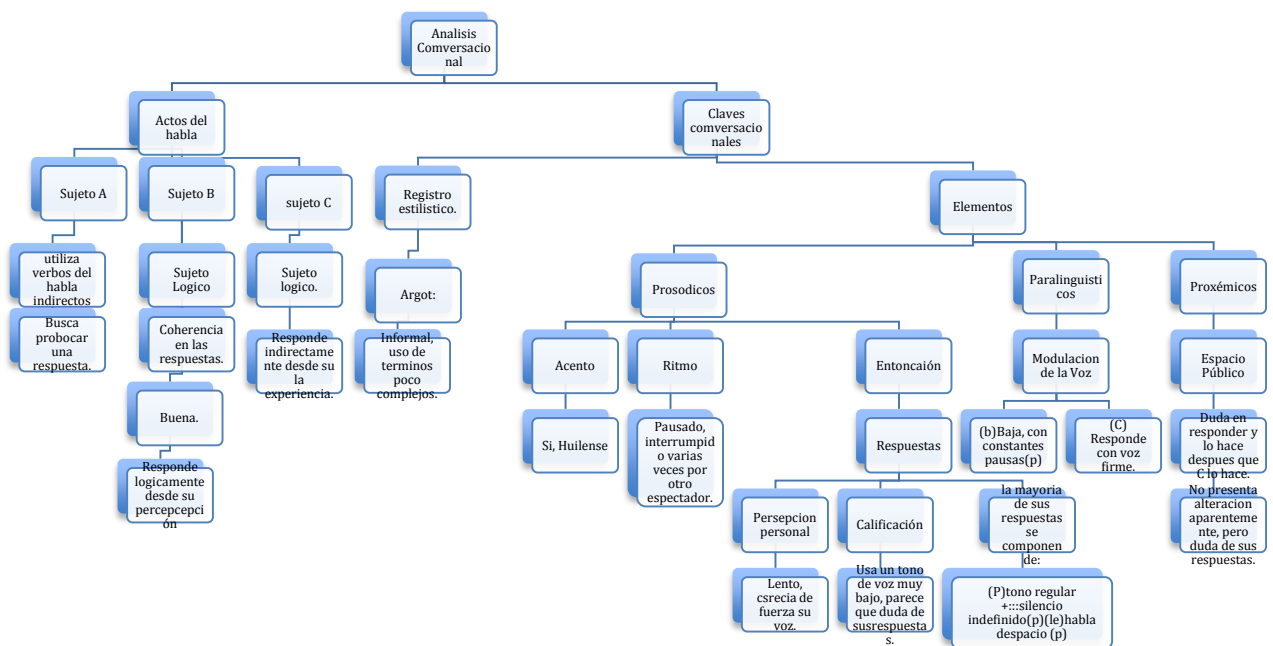 Analisis
Comversacio
nal
Actos del
habla
Claves
comversacio
nales
Sujeto A
Sujeto B
sujeto C
Registro
estilistico.
Elementos
utiliza
verbos del
habla
indirectos
Sujeto
Logico
Sujeto
logico.
Argot:
Prosodicos
Paralinguisti
cos
Proxémicos
Busca
probocar
una
respuesta.
Coherencia
en las
respuestas.
Responde
indirectame
nte desde su
la
experiencia.
Informal,
uso de
terminos
poco
complejos.
Acento
Ritmo
Entoncaión
Modulacion
de la Voz
Espacio
Público
Buena.
Si, Huilense
Pausado,
interrumpid
o varias
veces por
otro
espectador.
Respuestas
(b)Baja, con
constantes
pausas(p)
(C)
Responde
con voz
firme.
Duda en
responder y
lo hace
despues que
C lo hace.
Responde
logicamente
desde su
percepcepci
ón
Persepcion
personal
Calificación
la mayoria
de sus
respuestas
se
componen
de:
No presenta
alteracion
aparenteme
nte, pero
duda de sus
respuestas.
Lento,
csrecia de
fuerza su
voz.
Usa un tono
de voz muy
bajo, parece
que duda de
susrespuesta
s.
(P)tono regular
+:::silencio
indefinido(p)(le)habla
despacio (p)